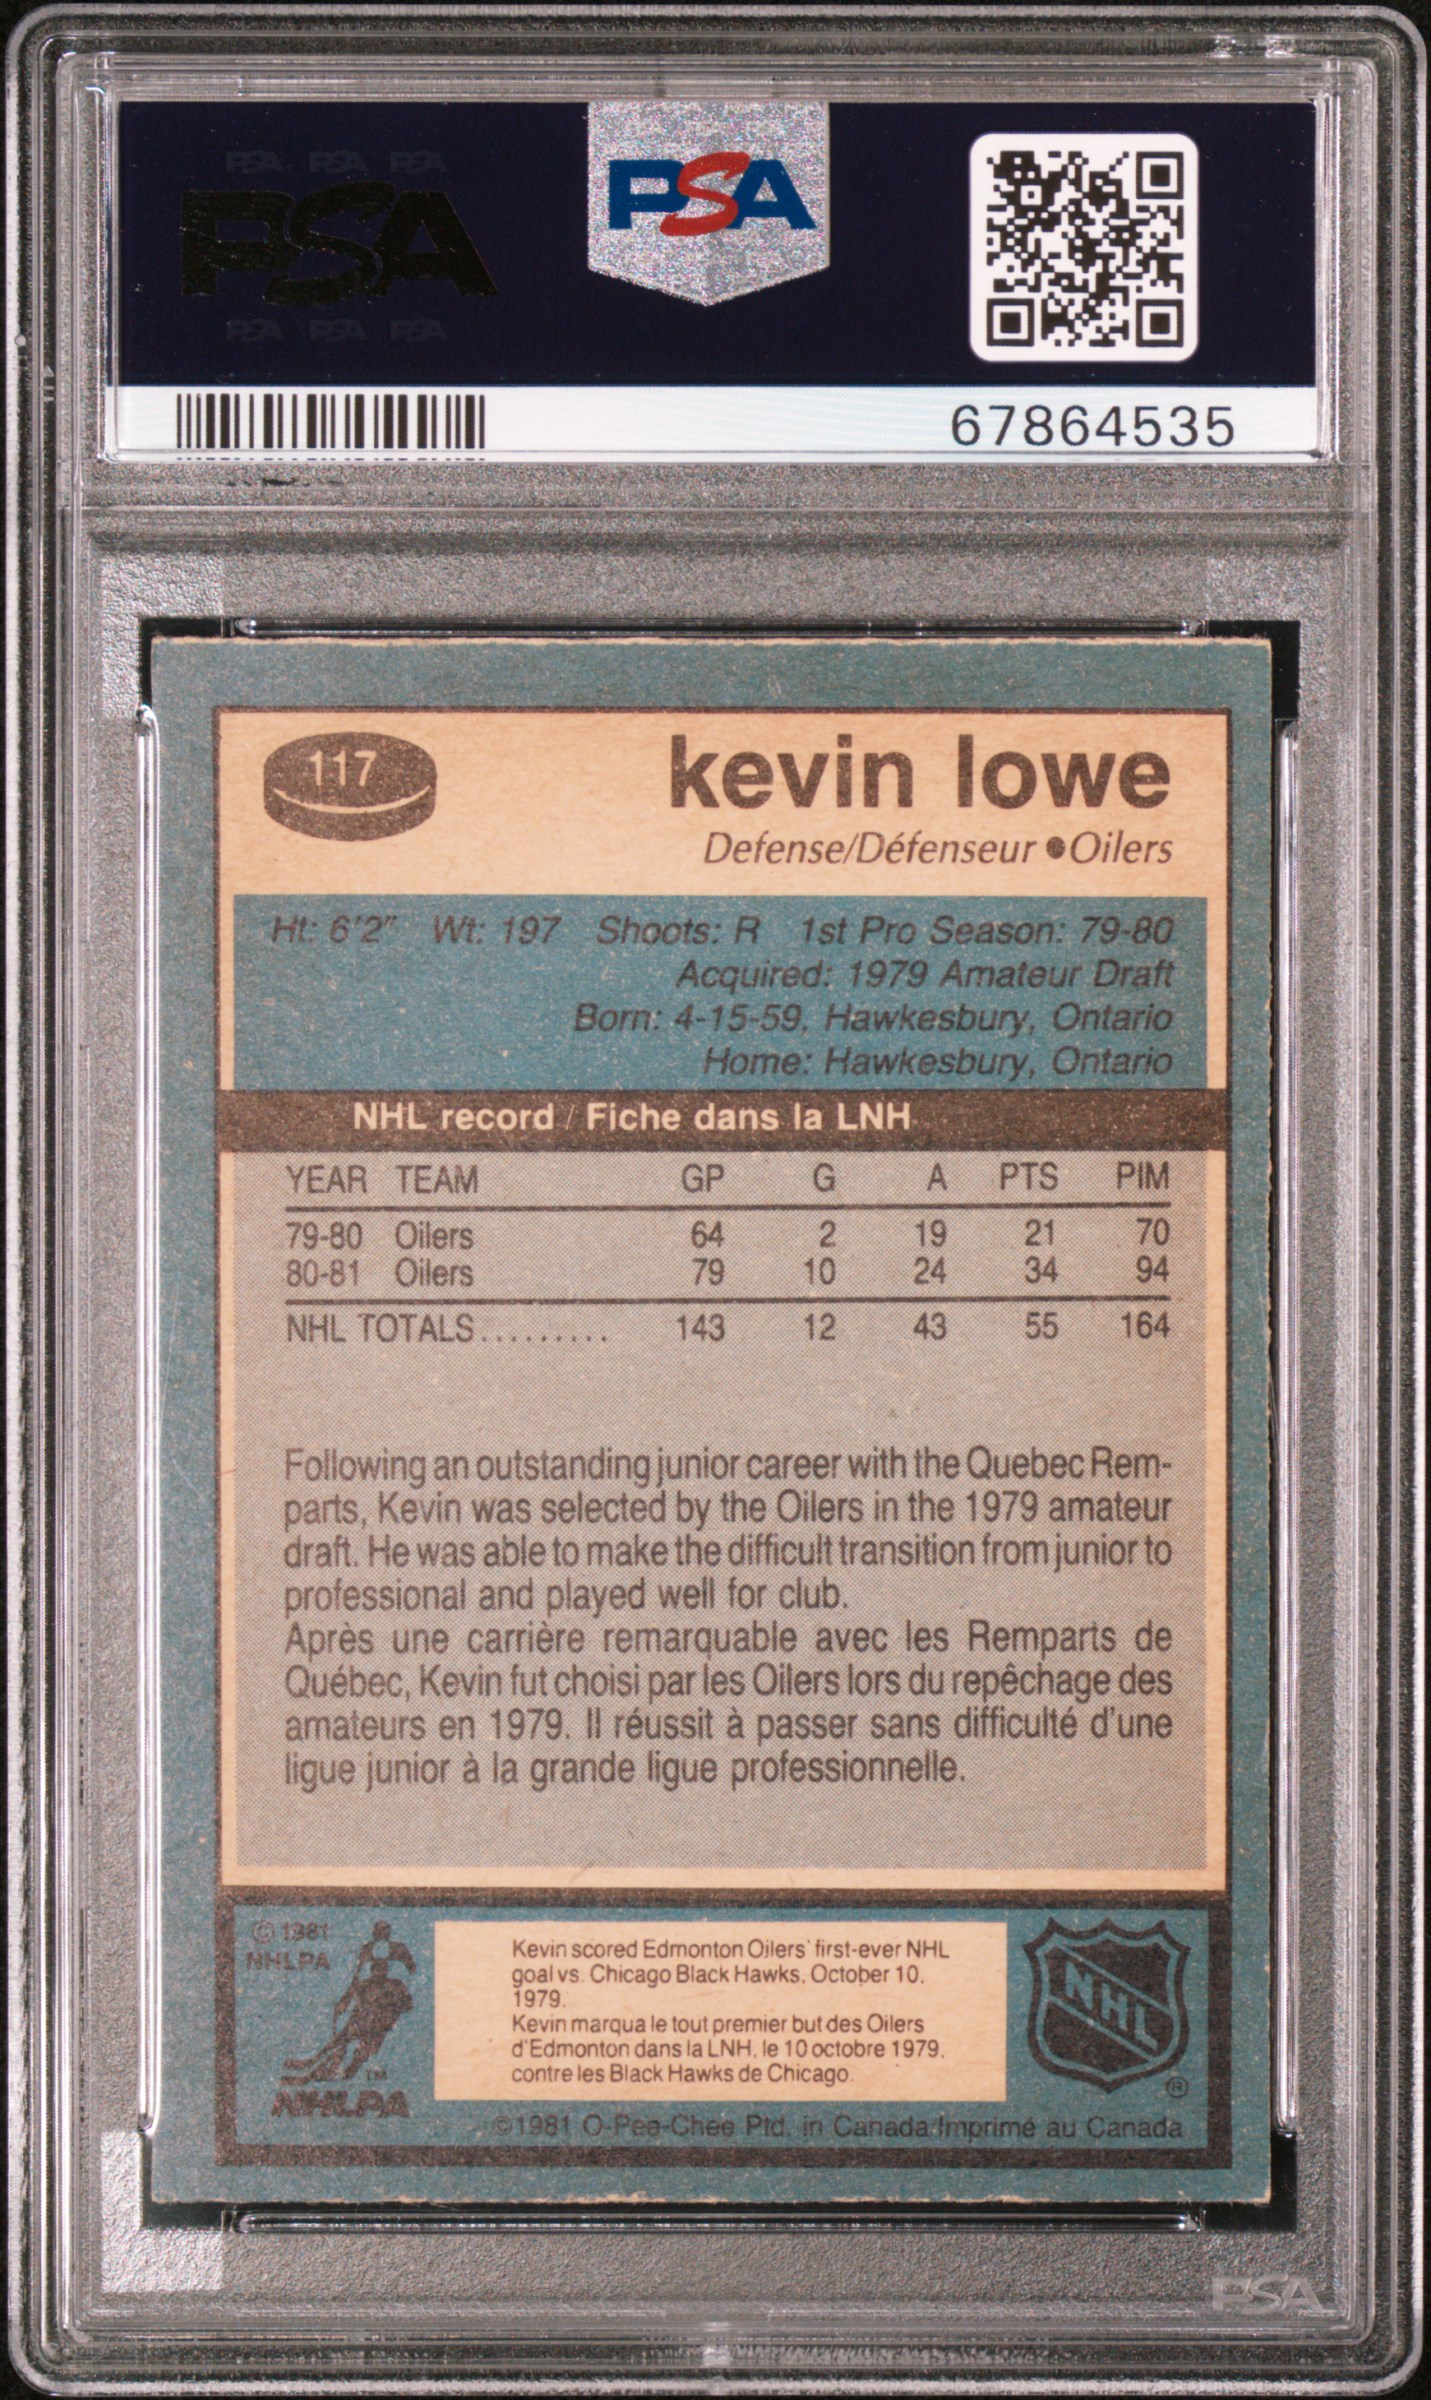 PSA PSA PSA
PSA
PSA PSA PSA
PSA
67864535
117
kevin lowe
Defense/Défenseur ● Oilers
Ht: 6'2" Wt: 197 Shoots: R 1st Pro Season: 79-80
Acquired: 1979 Amateur Draft
Born: 4-15-59, Hawkesbury, Ontario
Home: Hawkesbury, Ontario
NHL record / Fiche dans la LNH
YEAR TEAM GP G A PTS PIM
79-80 Oilers 64 2 19 21 70
80-81 Oilers 79 10 24 34 94
NHL TOTALS......... 143 12 43 55 164
Following an outstanding junior career with the Quebec Rem-
parts, Kevin was selected by the Oilers in the 1979 amateur
draft. He was able to make the difficult transition from junior to
professional and played well for club.
Après une carrière remarquable avec les Remparts de
Québec, Kevin fut choisi par les Oilers lors du repêchage des
amateurs en 1979. Il réussit à passer sans difficulté d'une
ligue junior à la grande ligue professionnelle.
© 1981
NHLPA
TM
NHLPA
Kevin scored Edmonton Oilers' first-ever NHL
goal vs. Chicago Black Hawks, October 10,
1979.
Kevin marqua le tout premier but des Oilers
d'Edmonton dans la LNH, le 10 octobre 1979,
contre les Black Hawks de Chicago.
NHL
®
©1981 O-Pee-Chee Ptd. in Canada/Imprimé au Canada
PSA